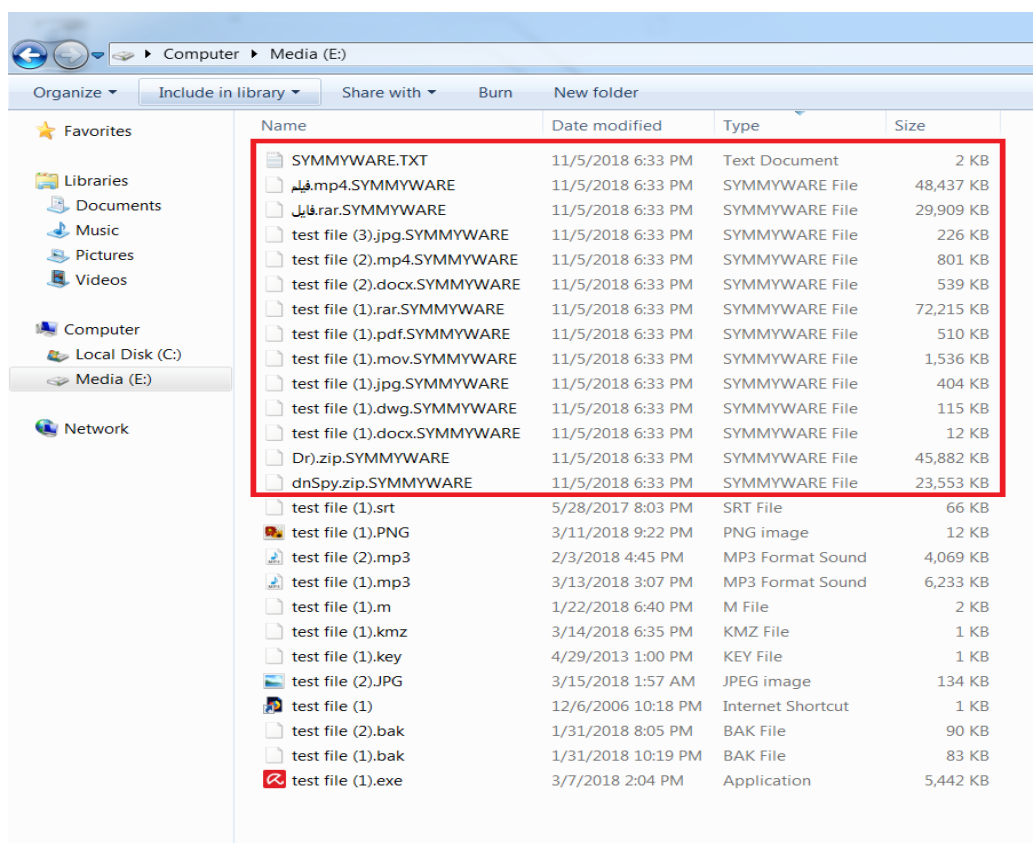 Computer Media (E:)
Organize Include in library Share with Burn New folder
Favorites
Libraries
Documents
Music
Pictures
Videos
Computer
Local Disk (C:)
Media (E:)
Network
Name Date modified Type Size
SYMMYWARE.TXT 11/5/2018 6:33 PM Text Document 2 KB
فیلم.mp4.SYMMYWARE 11/5/2018 6:33 PM SYMMYWARE File 48,437 KB
فایل.rar.SYMMYWARE 11/5/2018 6:33 PM SYMMYWARE File 29,909 KB
test file (3).jpg.SYMMYWARE 11/5/2018 6:33 PM SYMMYWARE File 226 KB
test file (2).mp4.SYMMYWARE 11/5/2018 6:33 PM SYMMYWARE File 801 KB
test file (2).docx.SYMMYWARE 11/5/2018 6:33 PM SYMMYWARE File 539 KB
test file (1).rar.SYMMYWARE 11/5/2018 6:33 PM SYMMYWARE File 72,215 KB
test file (1).pdf.SYMMYWARE 11/5/2018 6:33 PM SYMMYWARE File 510 KB
test file (1).mov.SYMMYWARE 11/5/2018 6:33 PM SYMMYWARE File 1,536 KB
test file (1).jpg.SYMMYWARE 11/5/2018 6:33 PM SYMMYWARE File 404 KB
test file (1).dwg.SYMMYWARE 11/5/2018 6:33 PM SYMMYWARE File 115 KB
test file (1).docx.SYMMYWARE 11/5/2018 6:33 PM SYMMYWARE File 12 KB
Dr).zip.SYMMYWARE 11/5/2018 6:33 PM SYMMYWARE File 45,882 KB
dnSpy.zip.SYMMYWARE 11/5/2018 6:33 PM SYMMYWARE File 23,553 KB
test file (1).srt 5/28/2017 8:03 PM SRT File 66 KB
test file (1).PNG 3/11/2018 9:22 PM PNG image 12 KB
test file (2).mp3 2/3/2018 4:45 PM MP3 Format Sound 4,069 KB
test file (1).mp3 3/13/2018 3:07 PM MP3 Format Sound 6,233 KB
test file (1).m 1/22/2018 6:40 PM M File 2 KB
test file (1).kmz 3/14/2018 6:35 PM KMZ File 1 KB
test file (1).key 4/29/2013 1:00 PM KEY File 1 KB
test file (2).JPG 3/15/2018 1:57 AM JPEG image 134 KB
test file (1) 12/6/2006 10:18 PM Internet Shortcut 1 KB
test file (2).bak 1/31/2018 8:05 PM BAK File 90 KB
test file (1).bak 1/31/2018 10:19 PM BAK File 83 KB
test file (1).exe 3/7/2018 2:04 PM Application 5,442 KB